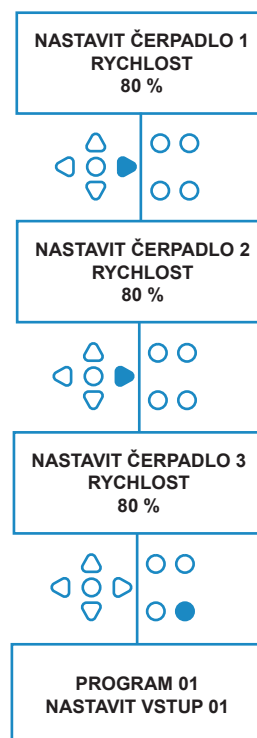 NASTAVIT ČERPADLO 1
RYCHLOST
80 %
NASTAVIT ČERPADLO 2
RYCHLOST
80 %
NASTAVIT ČERPADLO 3
RYCHLOST
80 %
PROGRAM 01
NASTAVIT VSTUP 01